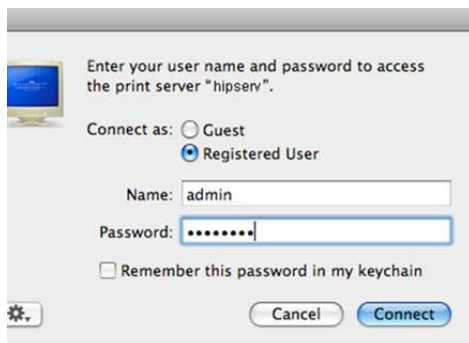 Enter your user name and password to access
the print server "hipserv".
Connect as: Guest
Registered User
Name: admin
Password: ••••••••
Remember this password in my keychain
Cancel Connect